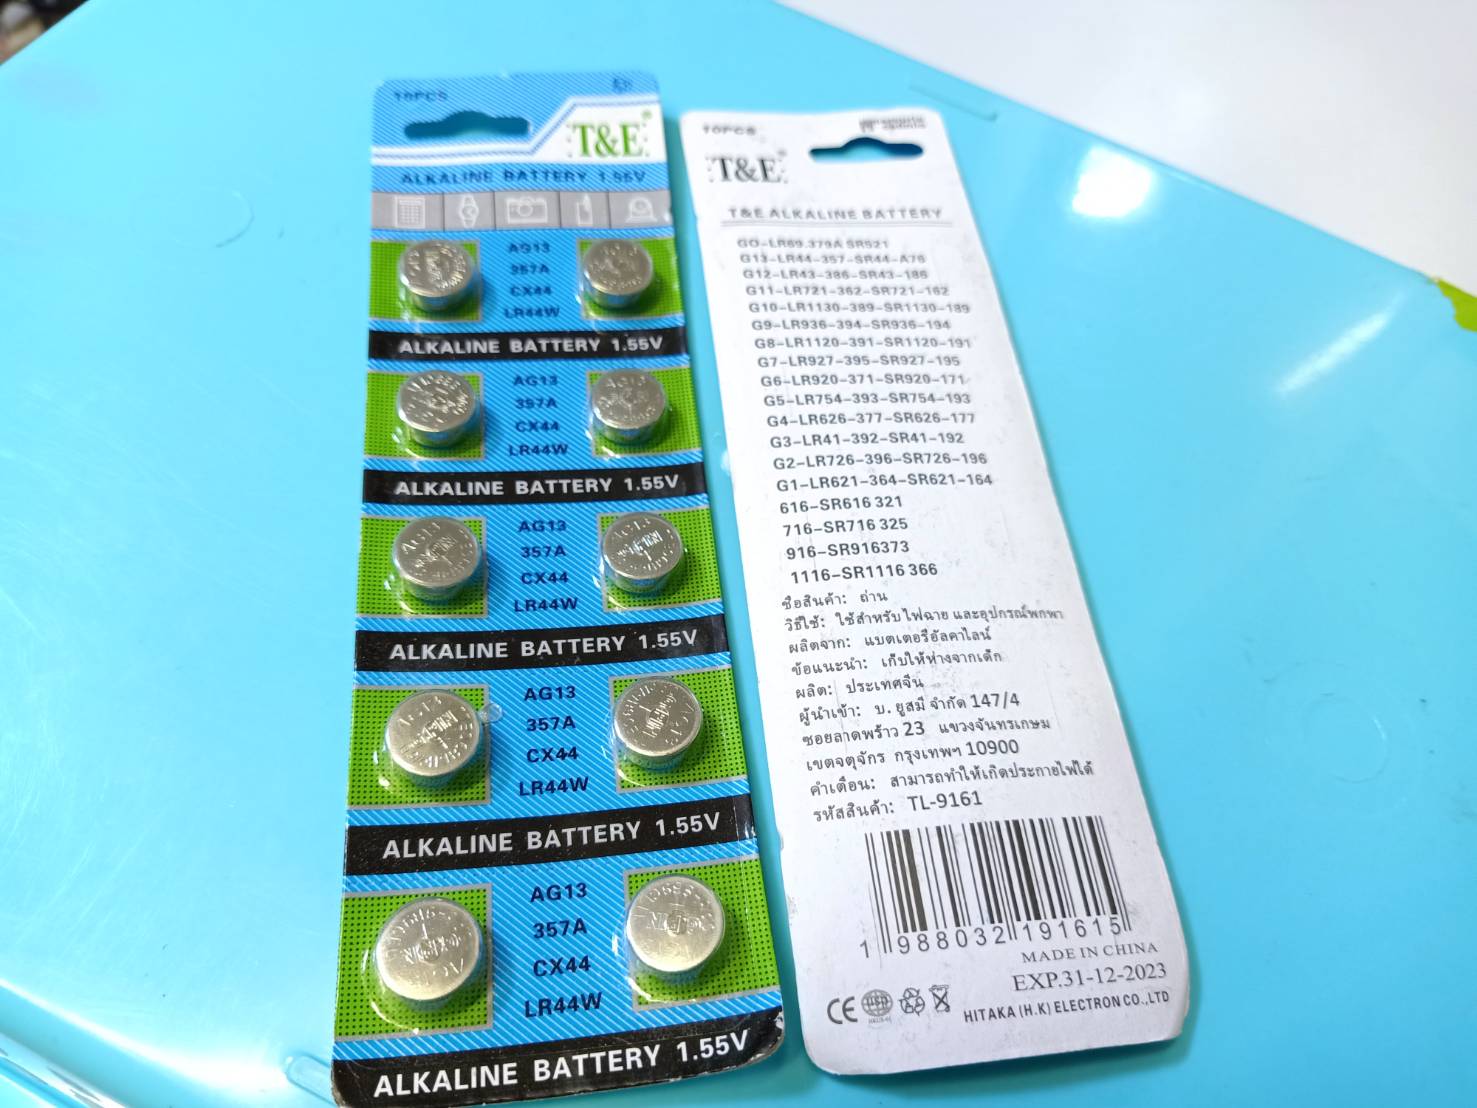 10PCS
T&E
ALKALINE BATTERY 1.55V
AG13
357A
CX44
LR44W
ALKALINE BATTERY 1.55V
AG13
357A
CX44
LR44W
ALKALINE BATTERY 1.55V
AG13
357A
CX44
LR44W
ALKALINE BATTERY 1.55V
AG13
357A
CX44
LR44W
ALKALINE BATTERY 1.55V
AG13
357A
CX44
LR44W
ALKALINE BATTERY 1.55V
10PCS
T&E
T&E ALKALINE BATTERY
GO-LR69.379A SR521
G13-LR44-357-SR44-A76
G12-LR43-386-SR43-186
G11-LR721-362-SR721-162
G10-LR1130-389-SR1130-189
G9-LR936-394-SR936-194
G8-LR1120-391-SR1120-191
G7-LR927-395-SR927-195
G6-LR920-371-SR920-171
G5-LR754-393-SR754-193
G4-LR626-377-SR626-177
G3-LR41-392-SR41-192
G2-LR726-396-SR726-196
G1-LR621-364-SR621-164
616-SR616 321
716-SR716 325
916-SR916373
1116-SR1116 366
ชื่อสินค้า: ถ่าน
วิธีใช้: ใช้สำหรับไฟฉาย และอุปกรณ์พกพา
ผลิตจาก: แบตเตอรี่อัลคาไลน์
ข้อแนะนำ: เก็บให้ห่างจากเด็ก
ผลิต: ประเทศจีน
ผู้นำเข้า: บ. ยูสมี จำกัด 147/4
ซอยลาดพร้าว 23 แขวงจันทรเกษม
เขตจตุจักร กรุงเทพฯ 10900
คำเตือน: สามารถทำให้เกิดประกายไฟได้
รหัสสินค้า: TL-9161
1 988032 191615
MADE IN CHINA
EXP.31-12-2023
CE
HITAKA (H.K) ELECTRON CO.,LTD